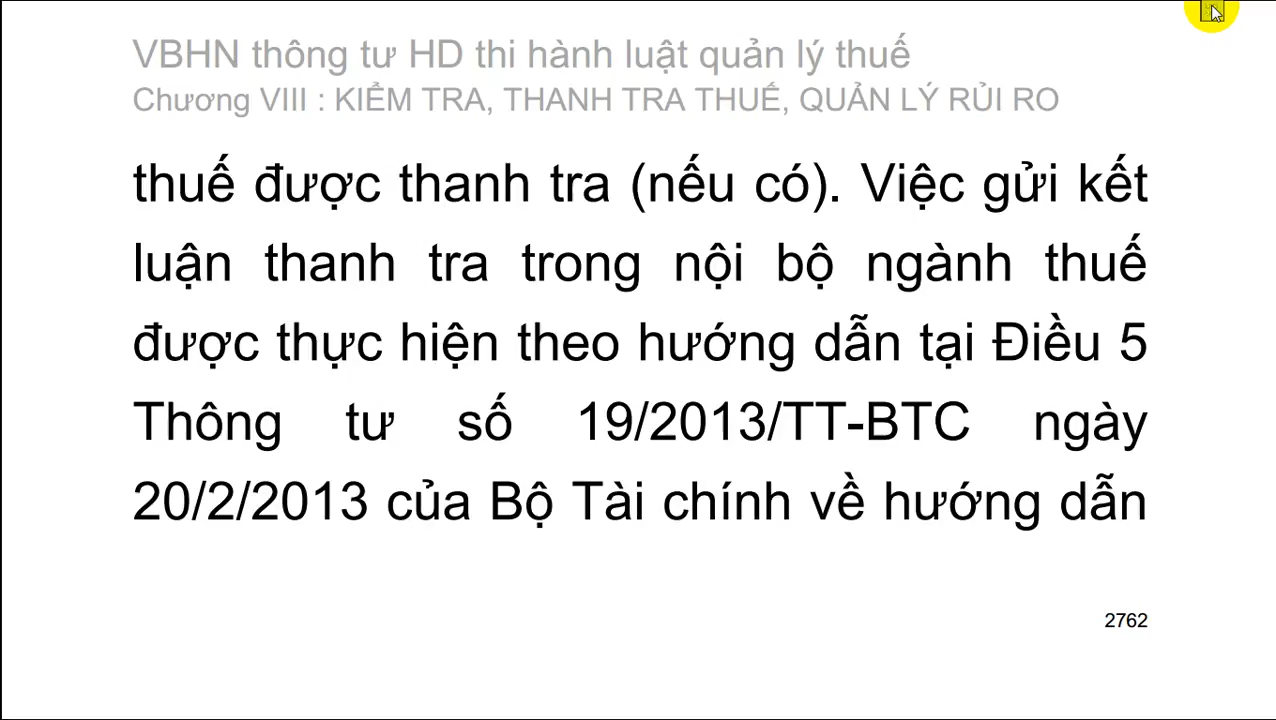 VBHN thông tư HD thi hành luật quản lý thuế
Chương VIII : KIỂM TRA, THANH TRA THUẾ, QUẢN LÝ RỦI RO
thuế được thanh tra (nếu có). Việc gửi kết
luận thanh tra trong nội bộ ngành thuế
được thực hiện theo hướng dẫn tại Điều 5
Thông tư số 19/2013/TT-BTC ngày
20/2/2013 của Bộ Tài chính về hướng dẫn
2762